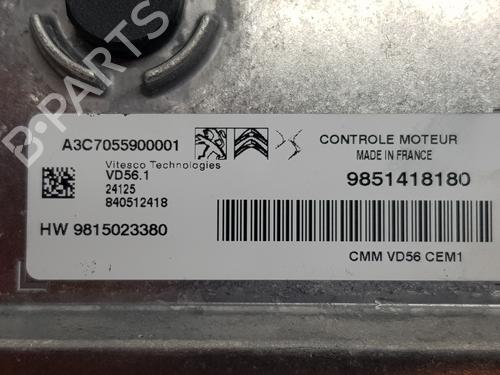 A3C7055900001
Vitesco Technologies
VD56.1
24125
840512418
HW 9815023380
CONTROLE MOTEUR
MADE IN FRANCE
9851418180
CMM VD56 CEM1
B-PARTS